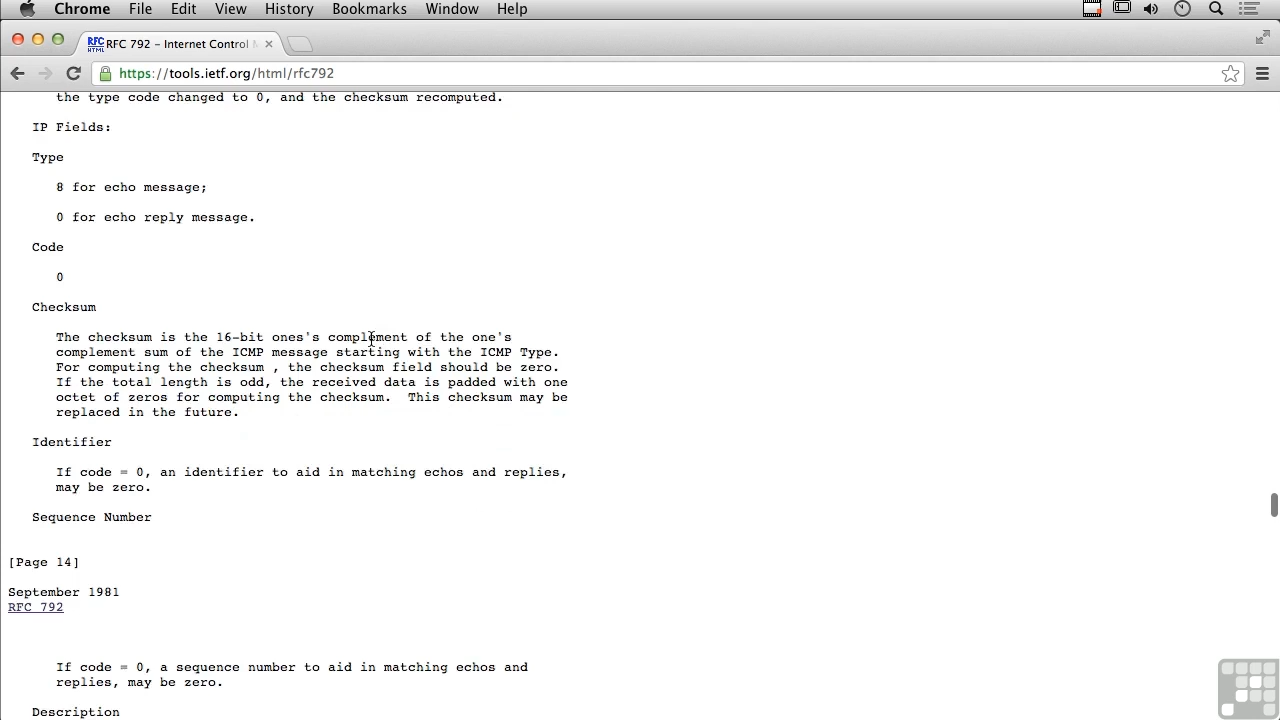 Chrome File Edit View History Bookmarks Window Help
RFC HTML RFC 792 – Internet Control
https://tools.ietf.org/html/rfc792
the type code changed to 0, and the checksum recomputed.
IP Fields:
Type
8 for echo message;
0 for echo reply message.
Code
0
Checksum
The checksum is the 16-bit ones's complement of the one's
complement sum of the ICMP message starting with the ICMP Type.
For computing the checksum , the checksum field should be zero.
If the total length is odd, the received data is padded with one
octet of zeros for computing the checksum.  This checksum may be
replaced in the future.
Identifier
If code = 0, an identifier to aid in matching echos and replies,
may be zero.
Sequence Number
[Page 14]
September 1981
RFC 792
If code = 0, a sequence number to aid in matching echos and
replies, may be zero.
Description